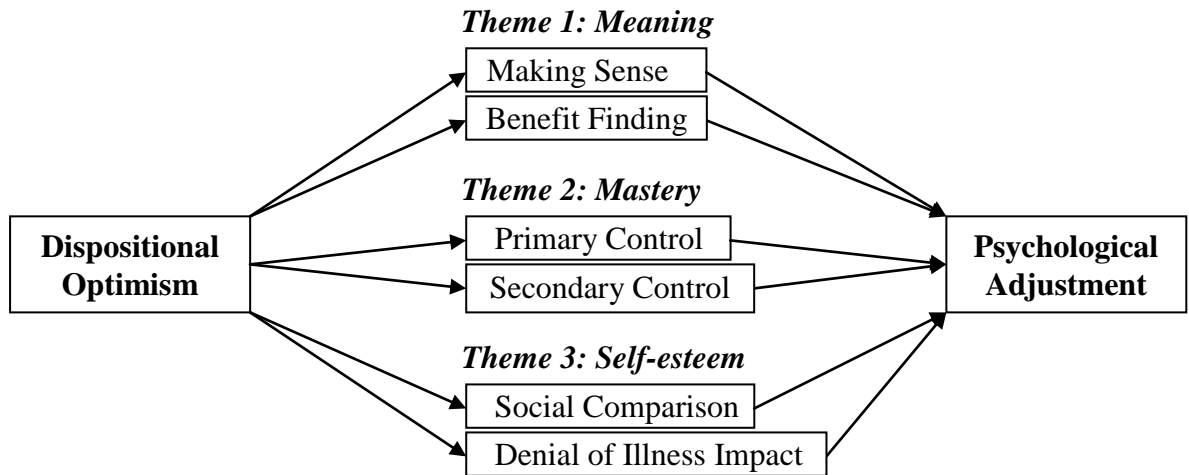 Theme 1: Meaning
Making Sense
Benefit Finding
Theme 2: Mastery
Primary Control
Secondary Control
Dispositional
Optimism
Psychological
Adjustment
Theme 3: Self-esteem
Social Comparison
Denial of Illness Impact